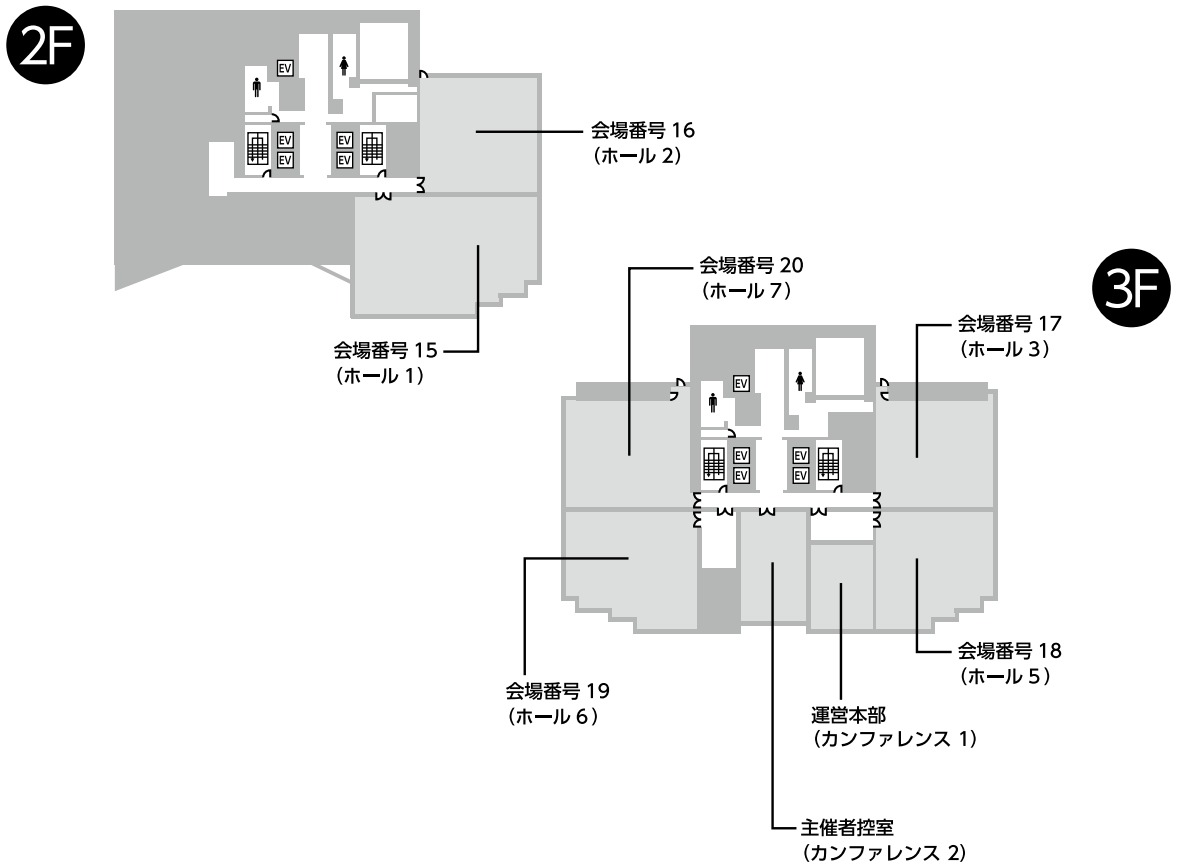 2F
EV
EV
EV
EV
EV
会場番号 16
（ホール 2）
会場番号 15
（ホール 1）
3F
会場番号 20
（ホール 7）
会場番号 17
（ホール 3）
EV
EV
EV
EV
EV
会場番号 19
（ホール 6）
会場番号 18
（ホール 5）
運営本部
（カンファレンス 1）
主催者控室
（カンファレンス 2）